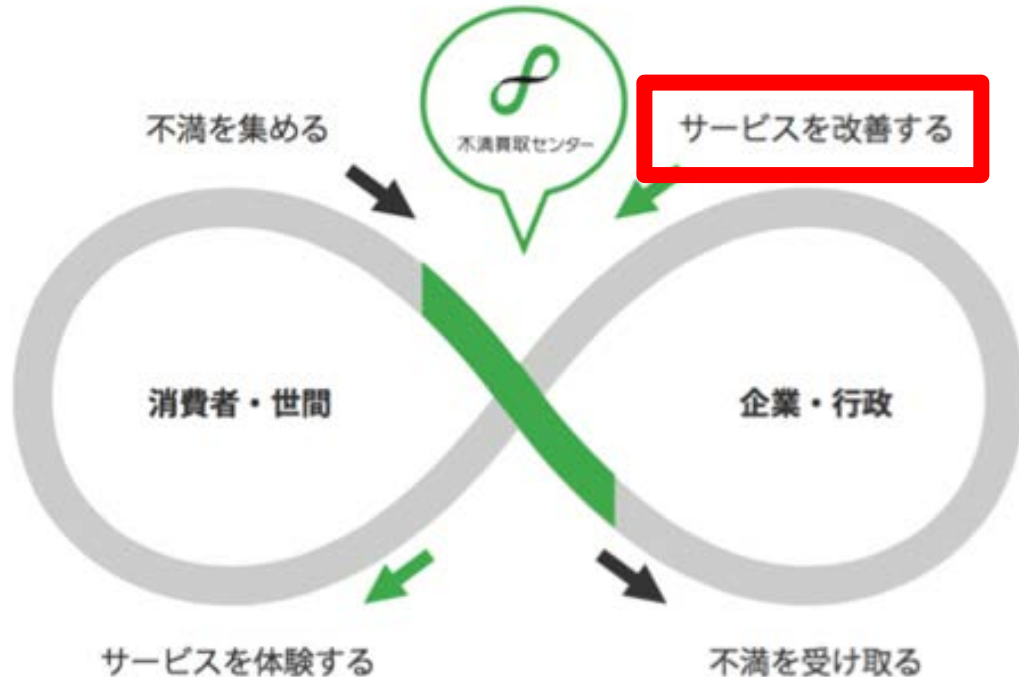 不満を集める
不満買取センター
サービスを改善する
消費者・世間
企業・行政
サービスを体験する
不満を受け取る